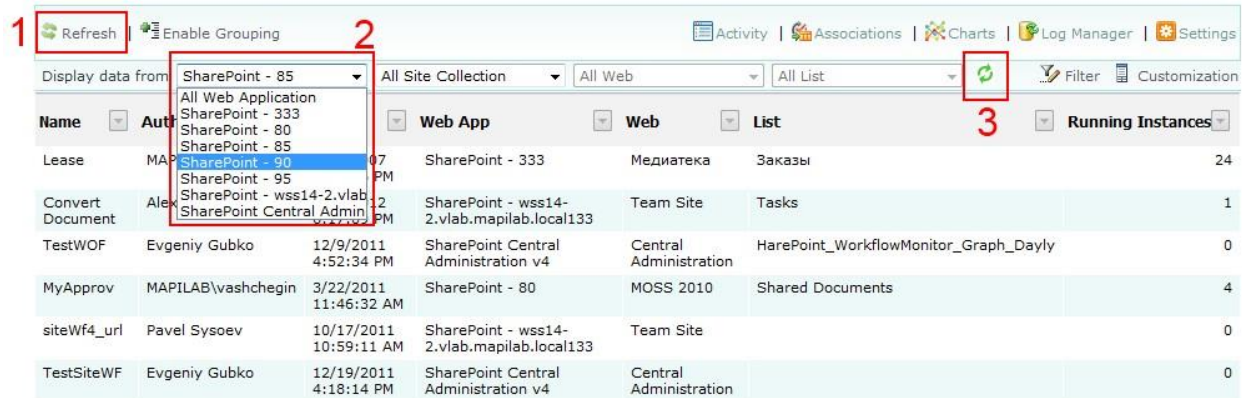 1 Refresh | Enable Grouping 2 Activity | Associations | Charts | Log Manager | Settings
Display data from SharePoint - 85 All Site Collection All Web All List Filter Customization
3
All Web Application
SharePoint - 333
SharePoint - 80
SharePoint - 85
SharePoint - 90
SharePoint - 95
SharePoint - wss14-2.vlab
SharePoint Central Admin
Name Web App Web List Running Instances
Lease SharePoint - 333 Медиатека Заказы 24
PM
Convert SharePoint - wss14- Team Site Tasks 1
Document 2.vlab.mapilab.local133
TestWOF Evgeniy Gubko 12/9/2011 SharePoint Central Central HarePoint_WorkflowMonitor_Graph_Dayly 0
4:52:34 PM Administration v4 Administration
MyApprov MAPILAB\vashchegin 3/22/2011 SharePoint - 80 MOSS 2010 Shared Documents 4
11:46:32 AM
siteWf4_url Pavel Sysoev 10/17/2011 SharePoint - wss14- Team Site 0
10:59:11 AM 2.vlab.mapilab.local133
TestSiteWF Evgeniy Gubko 12/19/2011 SharePoint Central Central 0
4:18:14 PM Administration v4 Administration